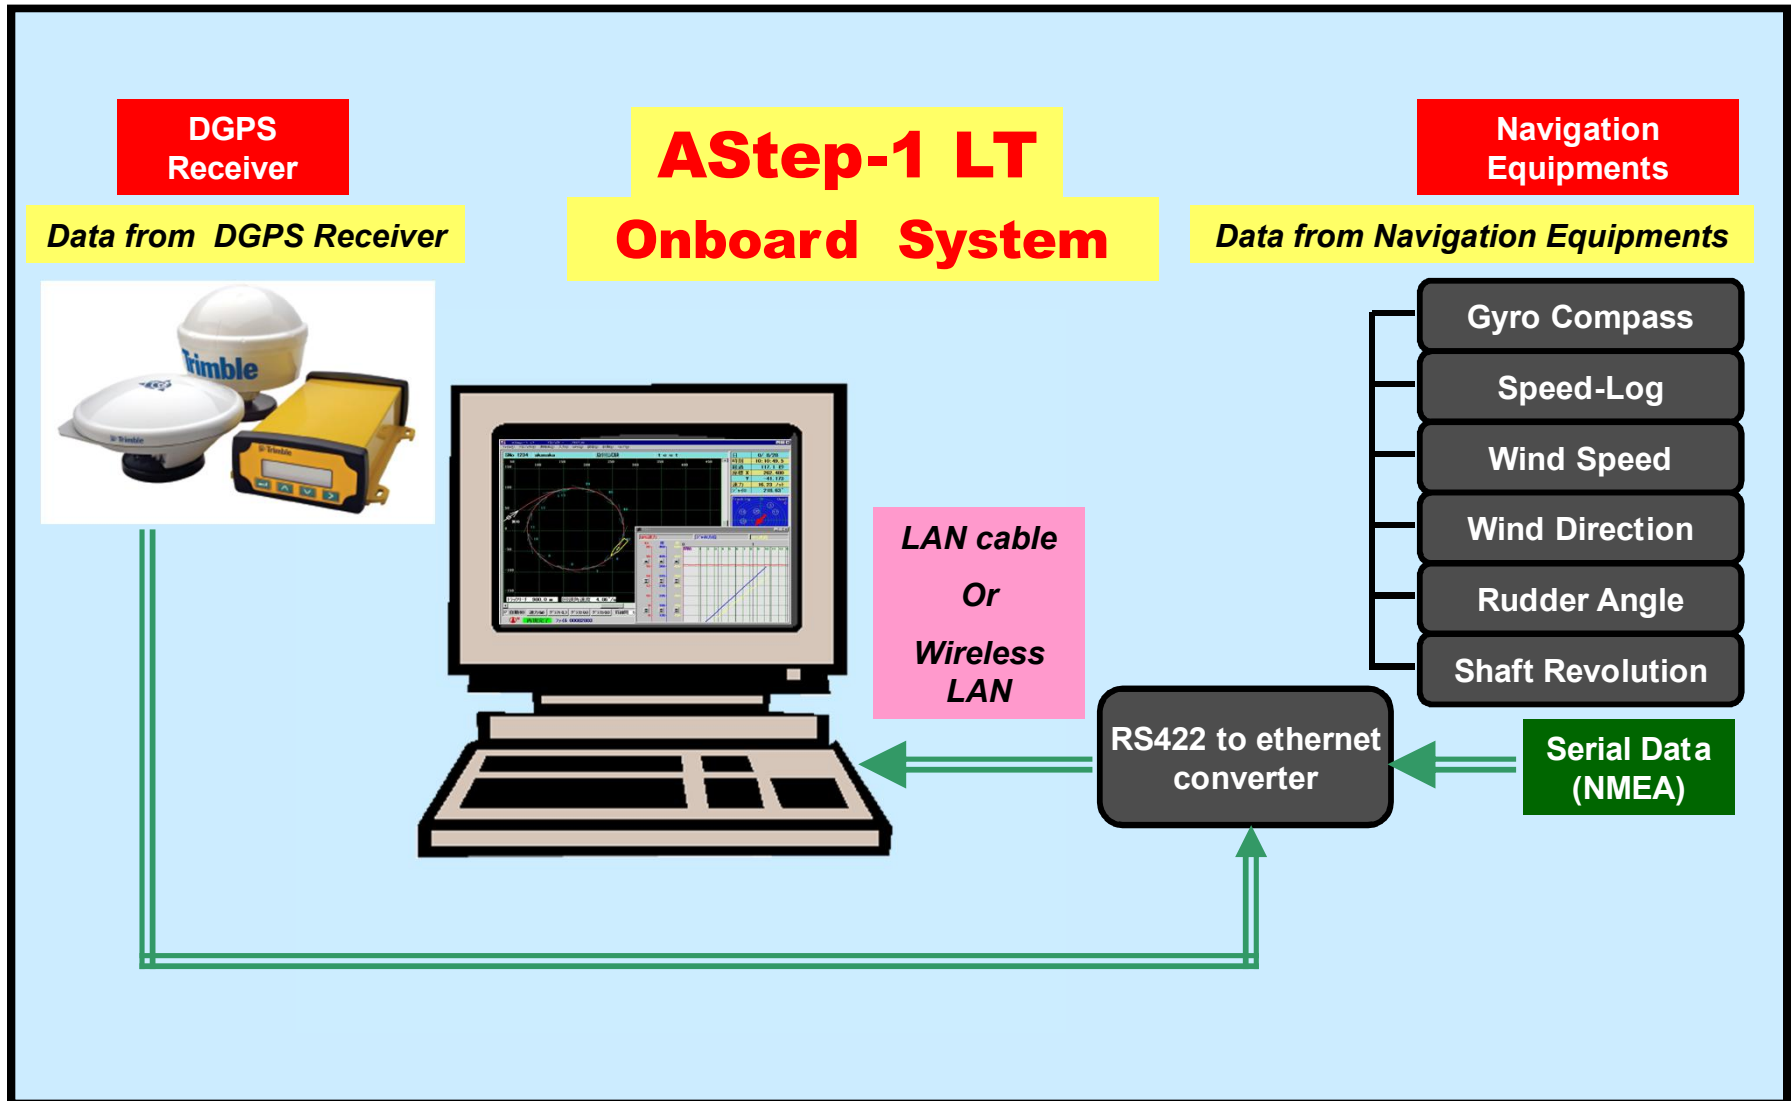 DGPS
Receiver
Data from DGPS Receiver
AStep-1 LT
Onboard System
Navigation
Equipments
Data from Navigation Equipments
Trimble
Trimble
Trimble
Gyro Compass
Speed-Log
Wind Speed
Wind Direction
Rudder Angle
Shaft Revolution
LAN cable
Or
Wireless
LAN
RS422 to ethernet
converter
Serial Data
(NMEA)